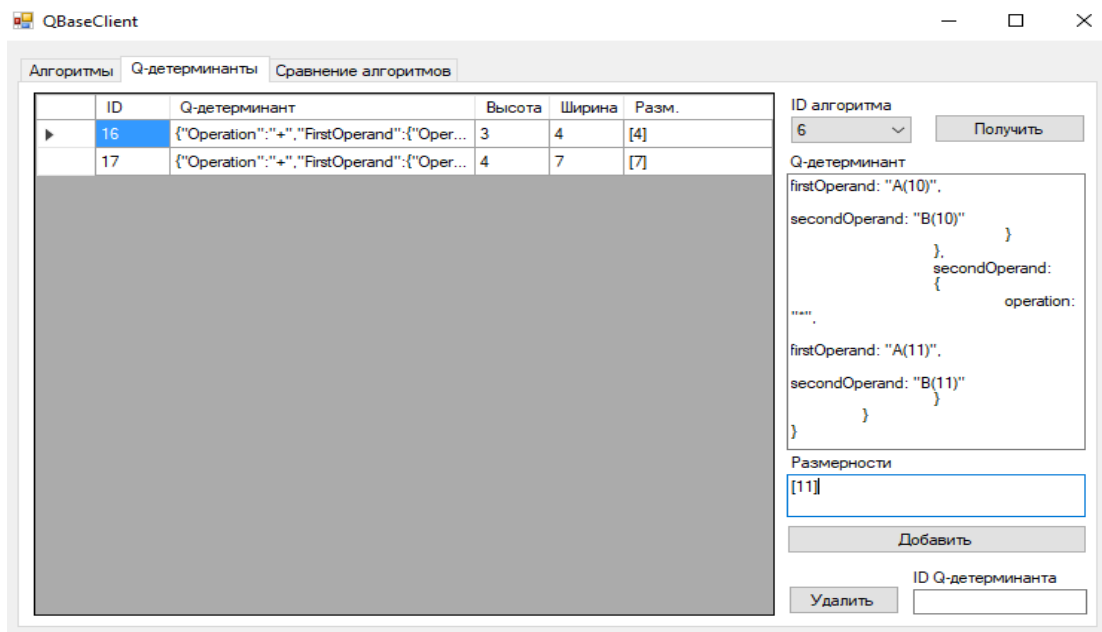 QBaseClient
Алгоритмы Q-детерминанты Сравнение алгоритмов
ID Q-детерминант Высота Ширина Разм.
16 {"Operation":"+","FirstOperand":{"Oper... 3 4 [4]
17 {"Operation":"+","FirstOperand":{"Oper... 4 7 [7]
ID алгоритма
6 Получить
Q-детерминант
firstOperand: "A(10)",
secondOperand: "B(10)"
}
},
secondOperand:
{
operation:
"*",
firstOperand: "A(11)",
secondOperand: "B(11)"
}
}
}
Размерности
[11]
Добавить
ID Q-детерминанта
Удалить